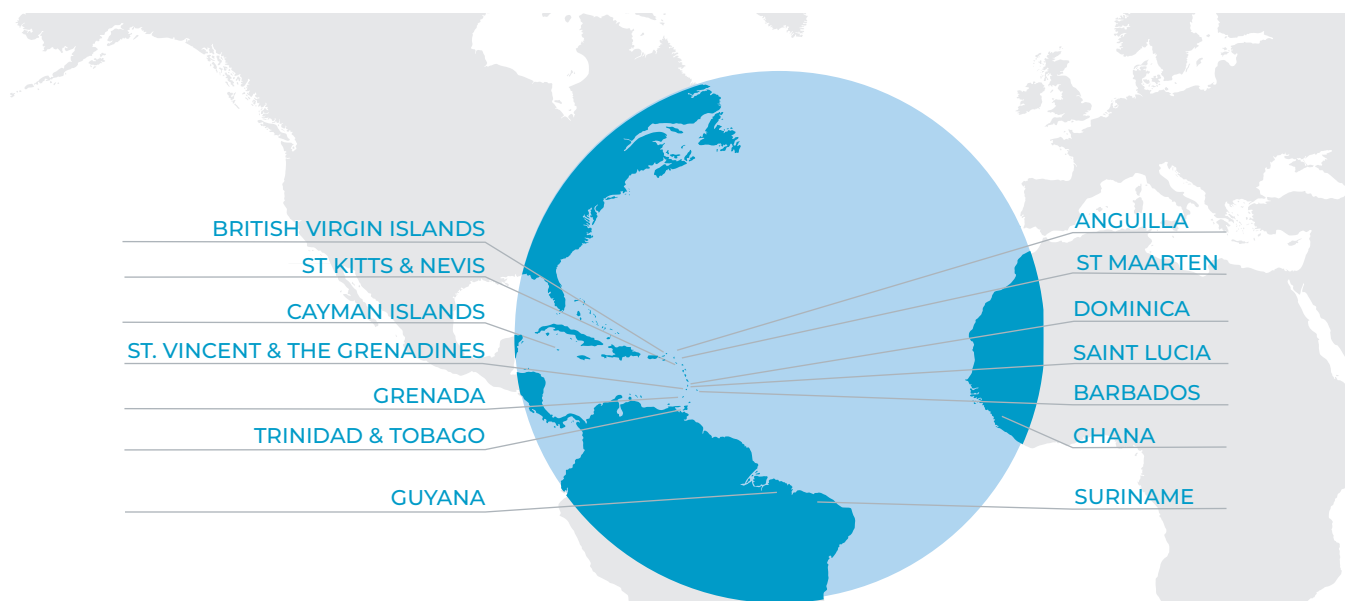 BRITISH VIRGIN ISLANDS
ST KITTS & NEVIS
CAYMAN ISLANDS
ST. VINCENT & THE GRENADINES
GRENADA
TRINIDAD & TOBAGO
GUYANA
ANGUILLA
ST MAARTEN
DOMINICA
SAINT LUCIA
BARBADOS
GHANA
SURINAME